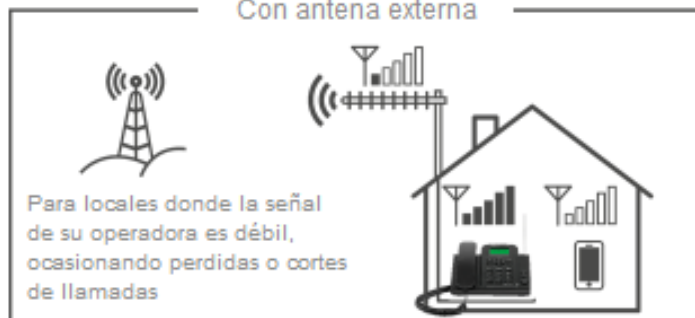 Con antena externa
Para locales donde la señal
de su operadora es débil,
ocasionando perdidas o cortes
de llamadas